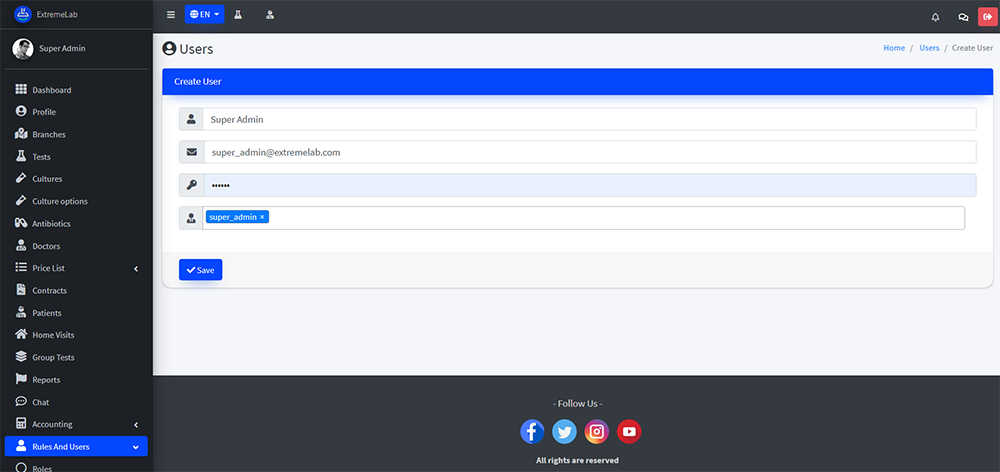 ExtremeLab
EN
Super Admin
Users
Home / Users / Create User
Create User
Super Admin
super_admin@extremelab.com
••••••
super_admin ×
Save
Dashboard
Profile
Branches
Tests
Cultures
Culture options
Antibiotics
Doctors
Price List
Contracts
Patients
Home Visits
Group Tests
Reports
Chat
Accounting
Rules And Users
Roles
- Follow Us -
All rights are reserved